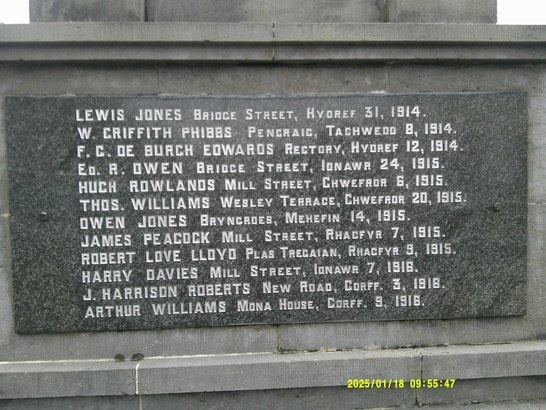 LEWIS JONES BRIDGE STREET, HYDREF 31, 1914.
W. GRIFFITH PHIBBS PENCRAIG, TACHWEDD 8, 1914.
F. G. DE BURGH EDWARDS RECTORY, HYDREF 12, 1914.
ED. R. OWEN BRIDGE STREET, IONAWR 24, 1915.
HUGH ROWLANDS MILL STREET, CHWEFROR 6, 1915.
THOS. WILLIAMS WESLEY TERRACE, CHWEFROR 20, 1915.
OWEN JONES BRYNGROES, MEHEFIN 14, 1915.
JAMES PEACOCK MILL STREET, RHAGFYR 7, 1915.
ROBERT LOVE LLOYD PLAS TREGAIAN, RHAGFYR 9, 1915.
HARRY DAVIES MILL STREET, IONAWR 7, 1916.
J. HARRISON ROBERTS NEW ROAD, GORFF. 3, 1916.
ARTHUR WILLIAMS MONA HOUSE, GORFF. 9, 1916.
2025/01/18 09:55:47